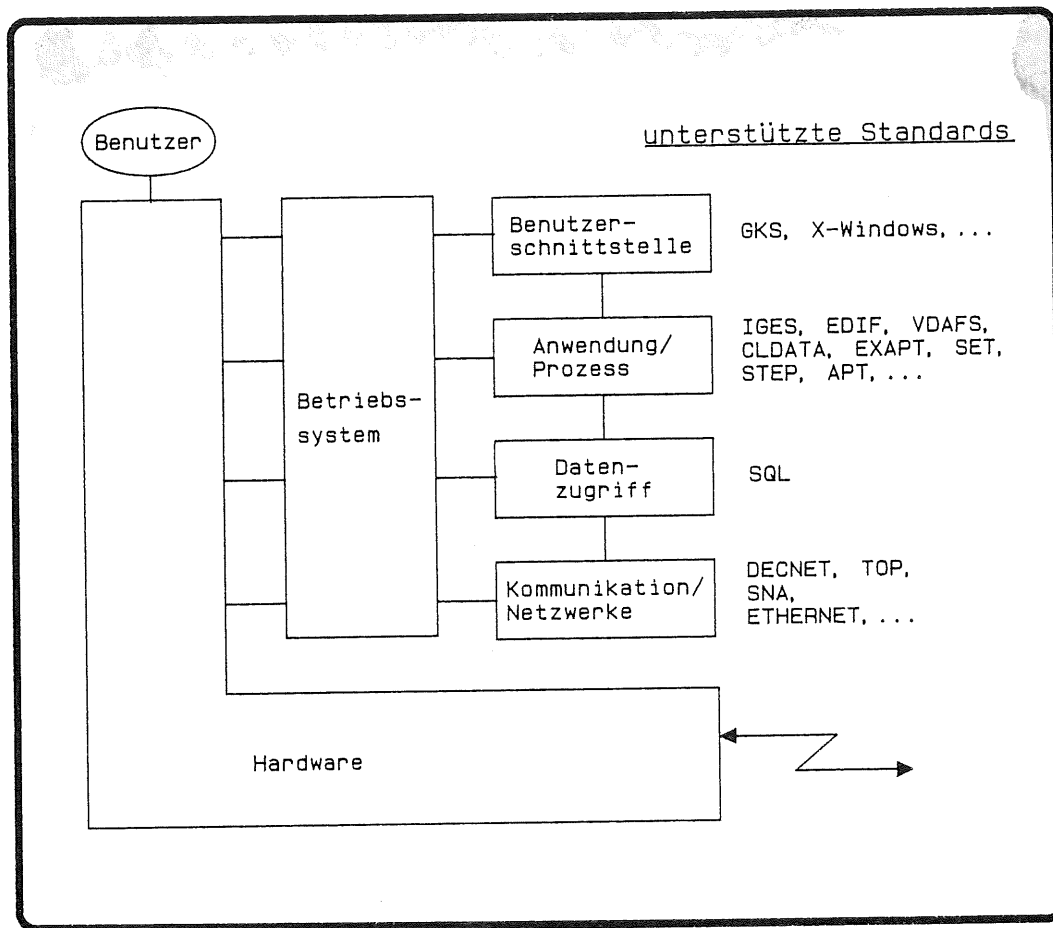 Benutzer
unterstützte Standards
Benutzer-
schnittstelle
GKS, X-Windows, ...
Anwendung/
Prozess
IGES, EDIF, VDAFS,
CLDATA, EXAPT, SET,
STEP, APT, ...
Betriebs-
system
Daten-
zugriff
SQL
Kommunikation/
Netzwerke
DECNET, TOP,
SNA,
ETHERNET, ...
Hardware